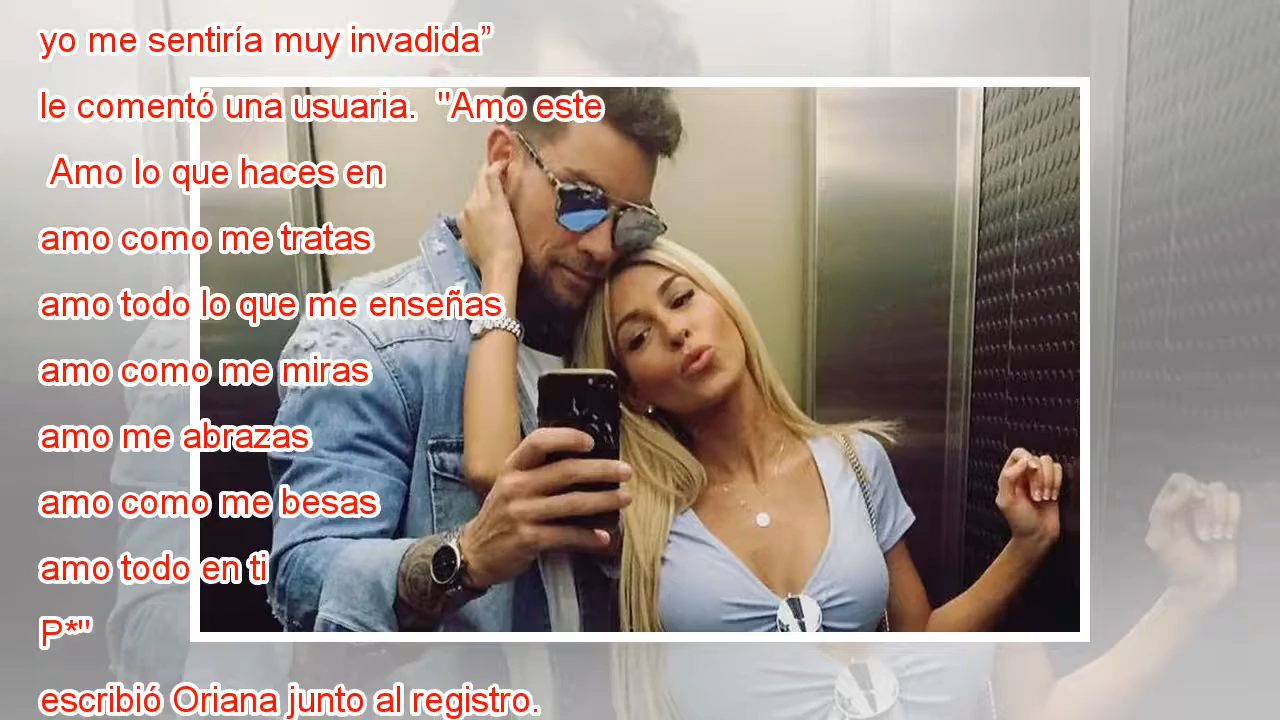 yo me sentiría muy invadida”
le comentó una usuaria.  "Amo este
Amo lo que haces en
amo como me tratas
amo todo lo que me enseñas
amo como me miras
amo me abrazas
amo como me besas
amo todo en ti
P*"
escribió Oriana junto al registro.